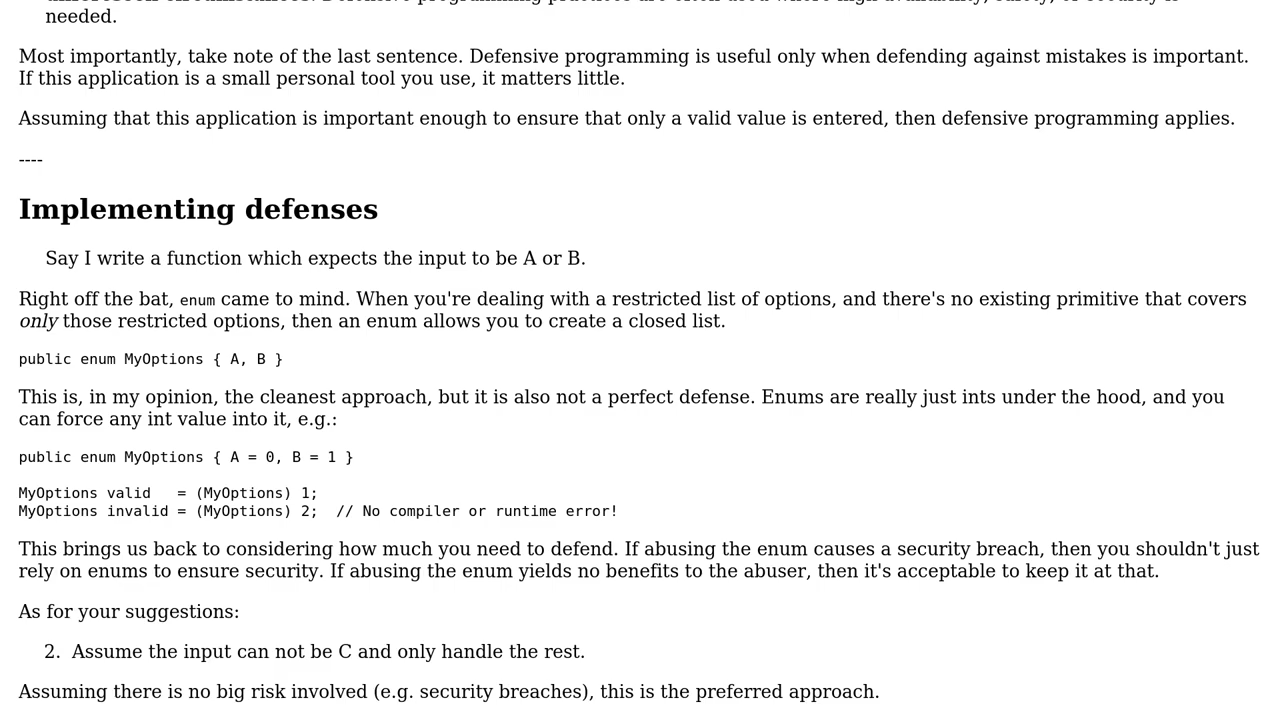 needed.
Most importantly, take note of the last sentence. Defensive programming is useful only when defending against mistakes is important.
If this application is a small personal tool you use, it matters little.
Assuming that this application is important enough to ensure that only a valid value is entered, then defensive programming applies.
----
Implementing defenses
Say I write a function which expects the input to be A or B.
Right off the bat, enum came to mind. When you're dealing with a restricted list of options, and there's no existing primitive that covers
only those restricted options, then an enum allows you to create a closed list.
public enum MyOptions { A, B }
This is, in my opinion, the cleanest approach, but it is also not a perfect defense. Enums are really just ints under the hood, and you
can force any int value into it, e.g.:
public enum MyOptions { A = 0, B = 1 }
MyOptions valid   = (MyOptions) 1;
MyOptions invalid = (MyOptions) 2;  // No compiler or runtime error!
This brings us back to considering how much you need to defend. If abusing the enum causes a security breach, then you shouldn't just
rely on enums to ensure security. If abusing the enum yields no benefits to the abuser, then it's acceptable to keep it at that.
As for your suggestions:
2. Assume the input can not be C and only handle the rest.
Assuming there is no big risk involved (e.g. security breaches), this is the preferred approach.